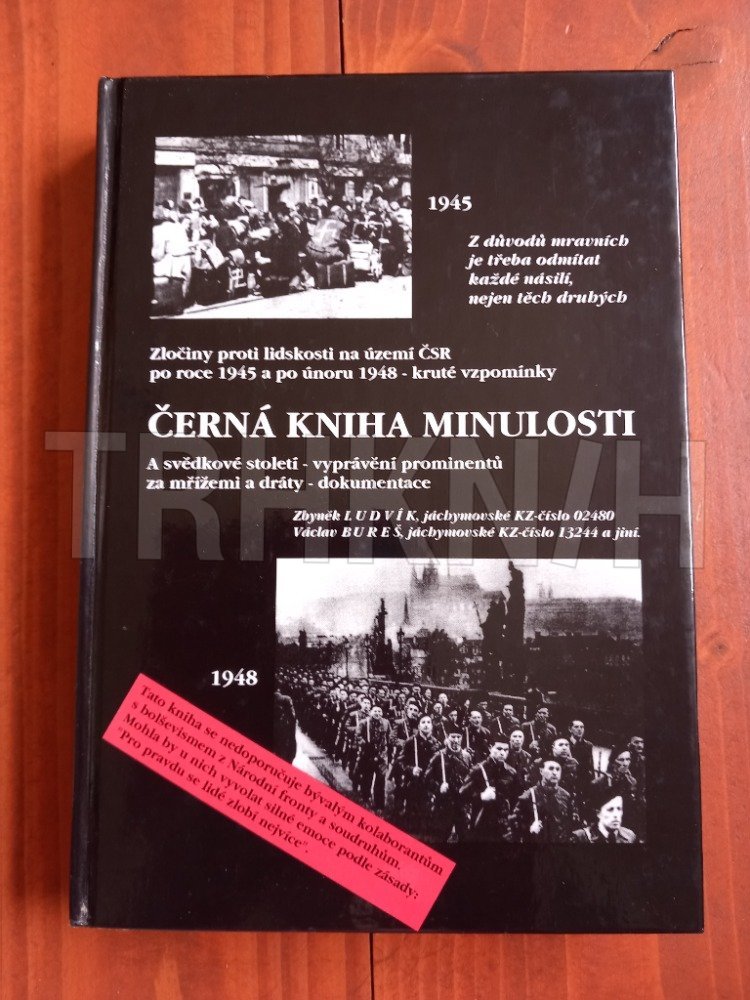 1945
Z důvodů mravních
je třeba odmítat
každé násilí,
nejen těch druhých
Zločiny proti lidskosti na území ČSR
po roce 1945 a po únoru 1948 - kruté vzpomínky
ČERNÁ KNIHA MINULOSTI
A svědkové století - vyprávění prominentů
za mřížemi a dráty - dokumentace
Zbyněk L U D V Í K, jáchymovské KZ-číslo 02480
Václav B U R E Š, jáchymovské KZ-číslo 13244 a jiní.
1948
Tato kniha se nedoporučuje bývalým kolaborantům
s bolševismem z Národní fronty a soudruhům.
Mohla by u nich vyvolat silné emoce podle zásady:
"Pro pravdu se lidé zlobí nejvíce".
TRHKNIH